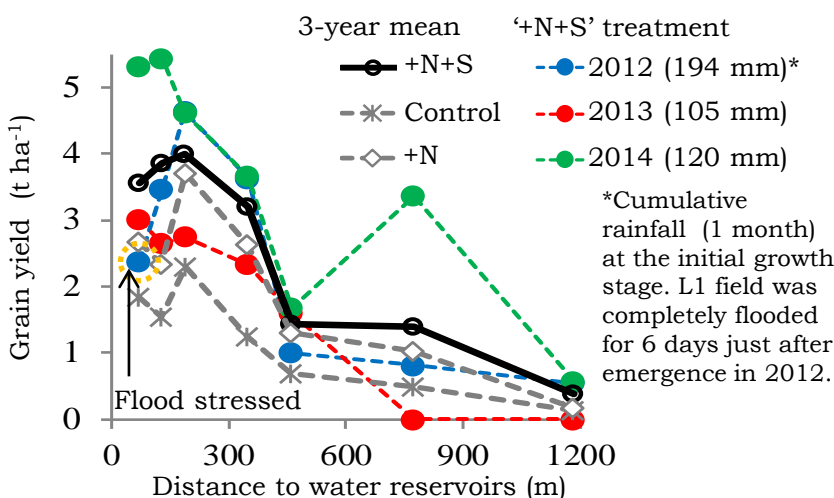 3-year mean
‘+N+S’ treatment
+N+S
Control
+N
2012 (194 mm)*
2013 (105 mm)
2014 (120 mm)
*Cumulative
rainfall (1 month)
at the initial growth
stage. L1 field was
completely flooded
for 6 days just after
emergence in 2012.
Grain yield (t ha⁻¹)
5
4
3
2
1
0
Flood stressed
0 300 600 900 1200
Distance to water reservoirs (m)